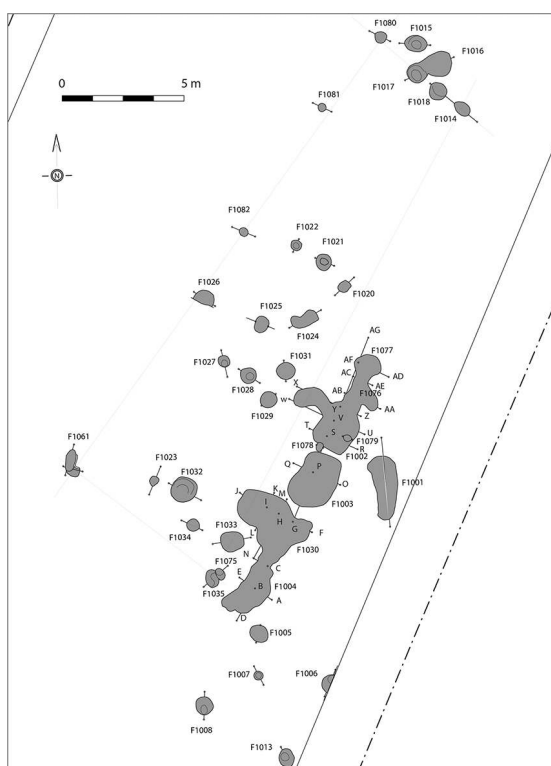 F1080
F1015
F1016
F1017
F1018
F1014
0
5 m
F1081
N
F1082
F1022
F1021
F1020
F1026
F1025
F1024
AG
AF
F1077
AC
AD
F1027
F1031
AE
F1028
X
AB
F1076
w
Y
AA
F1029
V
Z
T
S
U
F1079
F1078
R
F1002
F1061
Q
P
F1023
F1032
O
F1001
J
K
M
F1003
I
H
F1034
F1033
L
G
F
F1030
N
F1075
C
E
F1004
F1035
B
A
D
F1005
F1007
F1006
F1008
F1013